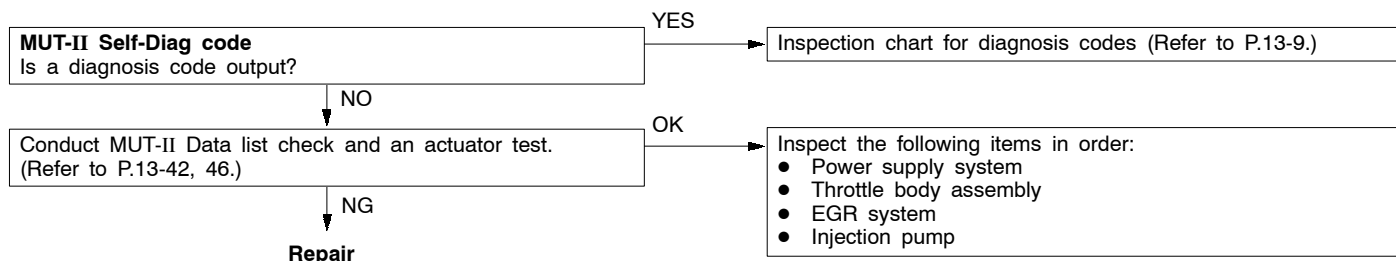 YES
MUT-II Self-Diag code
Is a diagnosis code output?
Inspection chart for diagnosis codes (Refer to P.13-9.)
NO
OK
Conduct MUT-II Data list check and an actuator test.
(Refer to P.13-42, 46.)
Inspect the following items in order:
● Power supply system
● Throttle body assembly
● EGR system
● Injection pump
NG
Repair